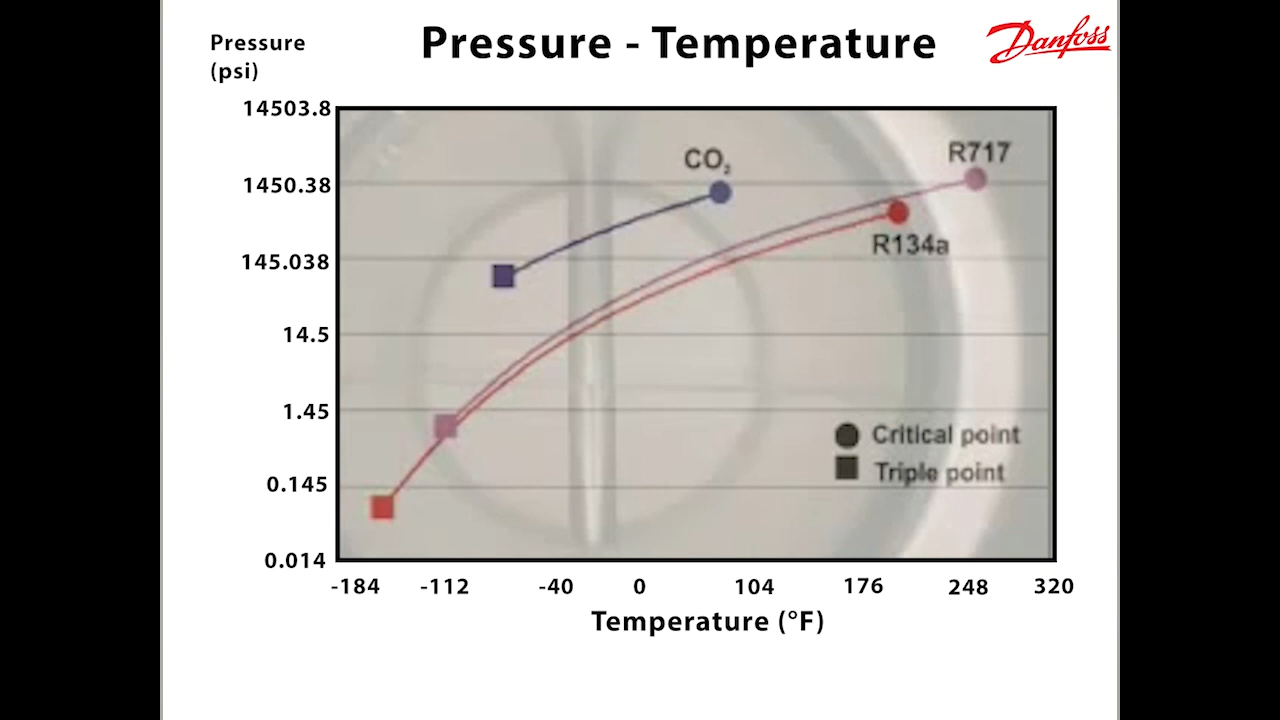 Pressure - Temperature
Danfoss
Pressure
(psi)
14503.8
1450.38
145.038
14.5
1.45
0.145
0.014
CO₂
R717
R134a
Critical point
Triple point
-184 -112 -40 0 104 176 248 320
Temperature (°F)